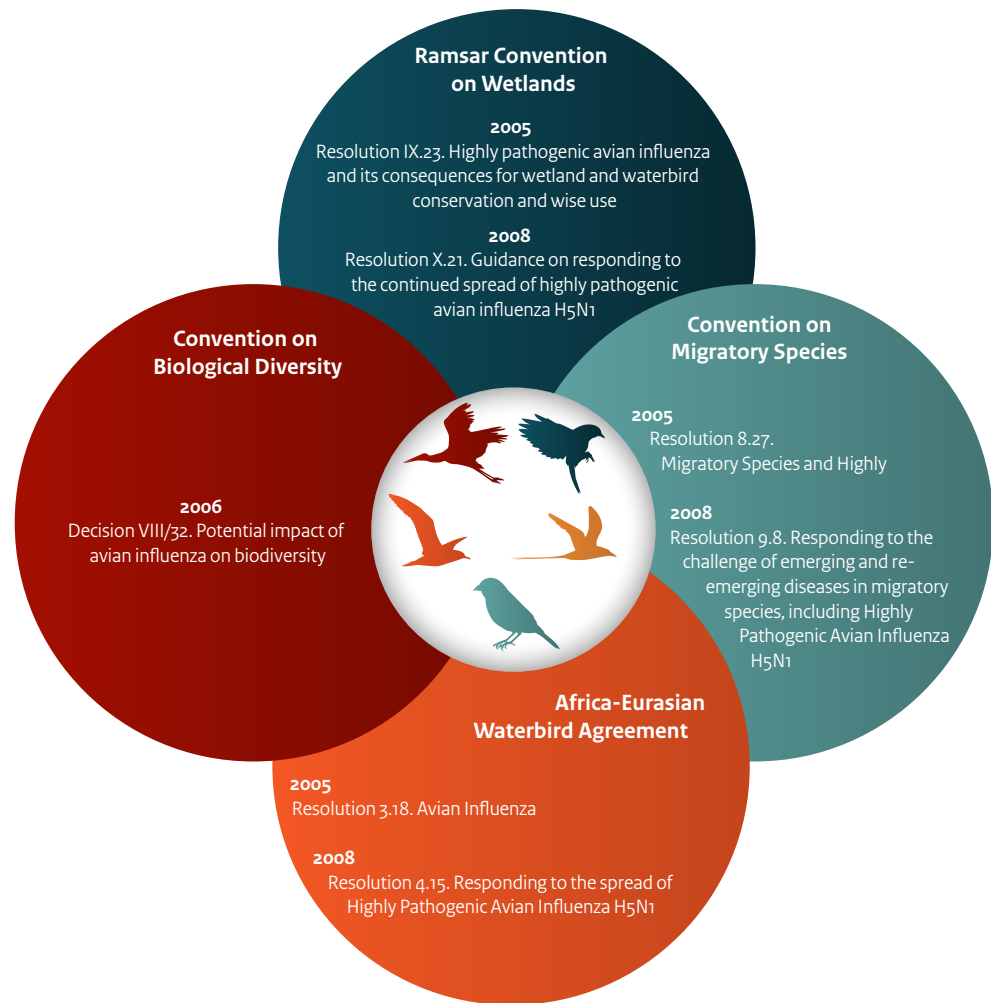 Ramsar Convention
on Wetlands
2005
Resolution IX.23. Highly pathogenic avian influenza
and its consequences for wetland and waterbird
conservation and wise use
2008
Resolution X.21. Guidance on responding to
the continued spread of highly pathogenic
avian influenza H5N1
Convention on
Biological Diversity
2006
Decision VIII/32. Potential impact of
avian influenza on biodiversity
Convention on
Migratory Species
2005
Resolution 8.27.
Migratory Species and Highly
2008
Resolution 9.8. Responding to the
challenge of emerging and re-
emerging diseases in migratory
species, including Highly
Pathogenic Avian Influenza
H5N1
Africa-Eurasian
Waterbird Agreement
2005
Resolution 3.18. Avian Influenza
2008
Resolution 4.15. Responding to the spread of
Highly Pathogenic Avian Influenza H5N1